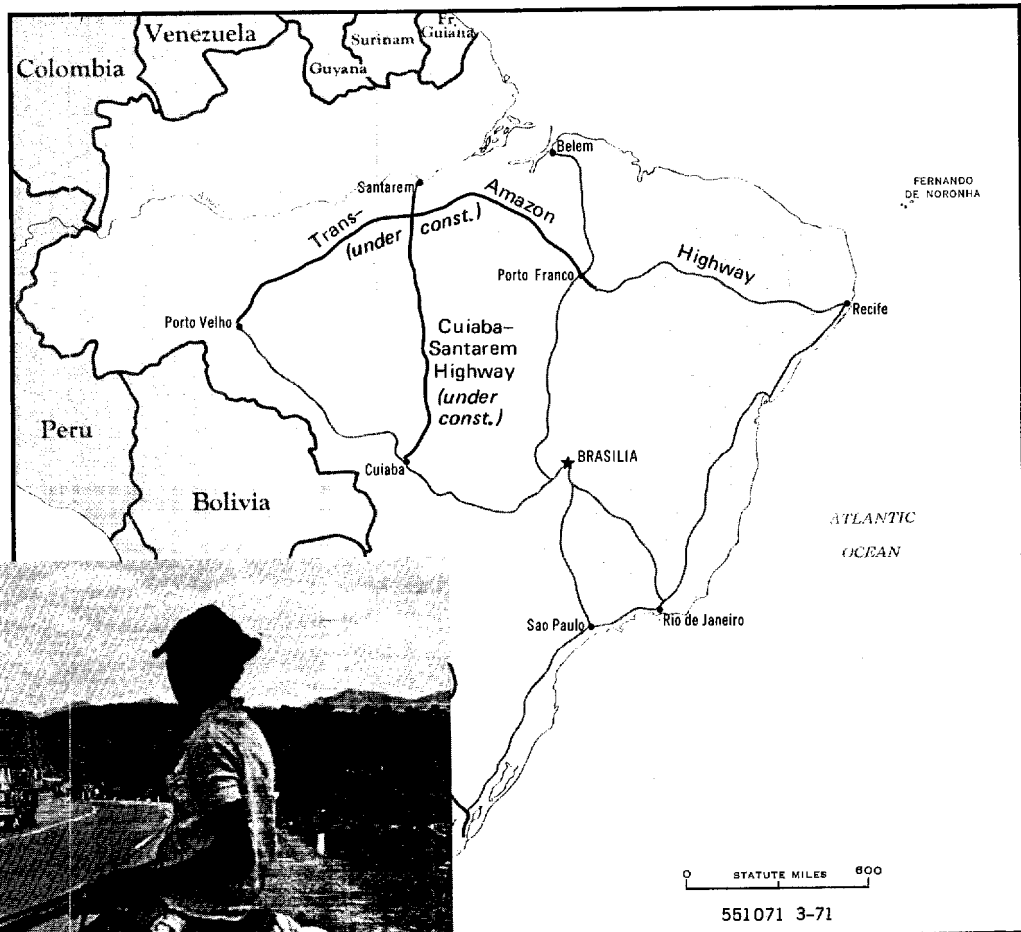 Venezuela
Colombia
Guyana
Surinam
Fr.
Guiana
Belem
Santarem
FERNANDO
DE NORONHA
Trans-
Amazon
(under const.)
Highway
Porto Franco
Recife
Porto Velho
Cuiaba-
Santarem
Highway
(under
const.)
Peru
Cuiaba
BRASILIA
Bolivia
ATLANTIC
OCEAN
Sao Paulo
Rio de Janeiro
0 STATUTE MILES 600
551071 3-71